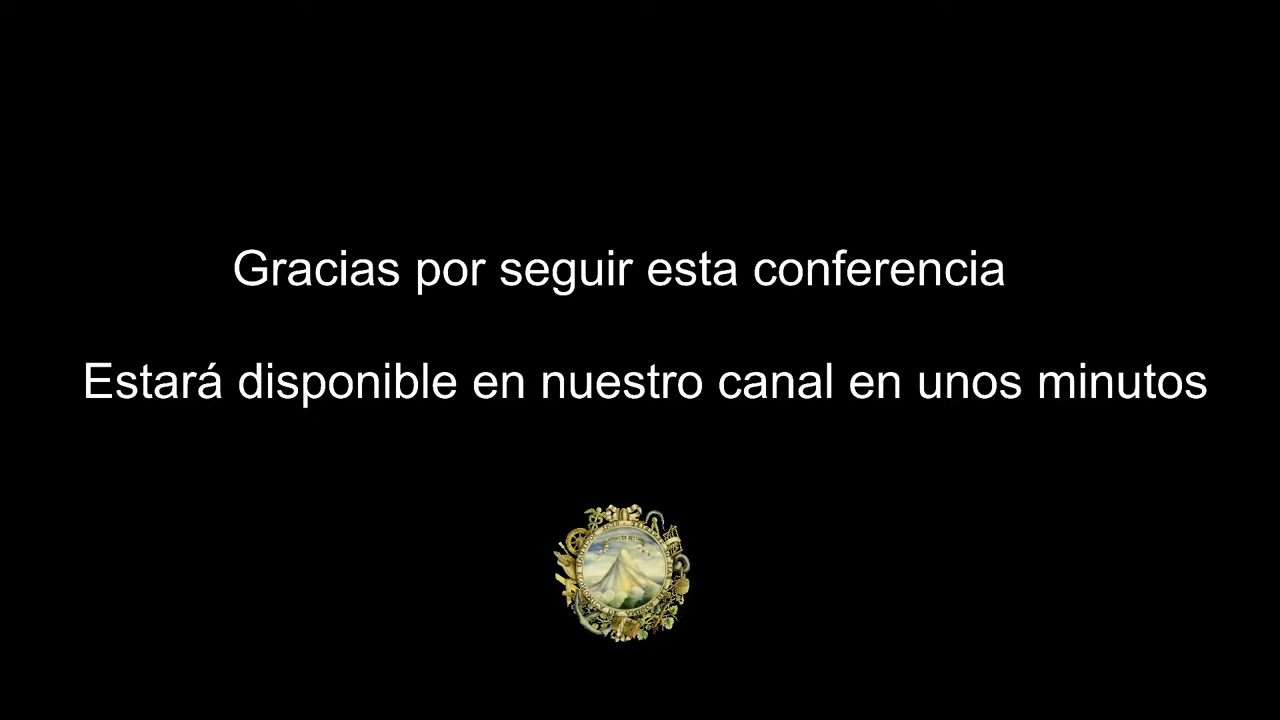 Gracias por seguir esta conferencia
Estará disponible en nuestro canal en unos minutos